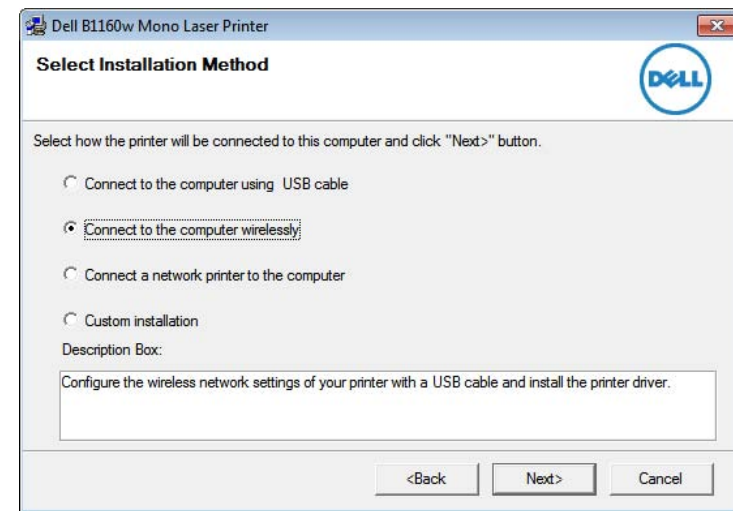 Dell B1160w Mono Laser Printer
Select Installation Method
DELL
Select how the printer will be connected to this computer and click "Next>" button.
Connect to the computer using  USB cable
Connect to the computer wirelessly
Connect a network printer to the computer
Custom installation
Description Box:
Configure the wireless network settings of your printer with a USB cable and install the printer driver.
<Back
Next>
Cancel